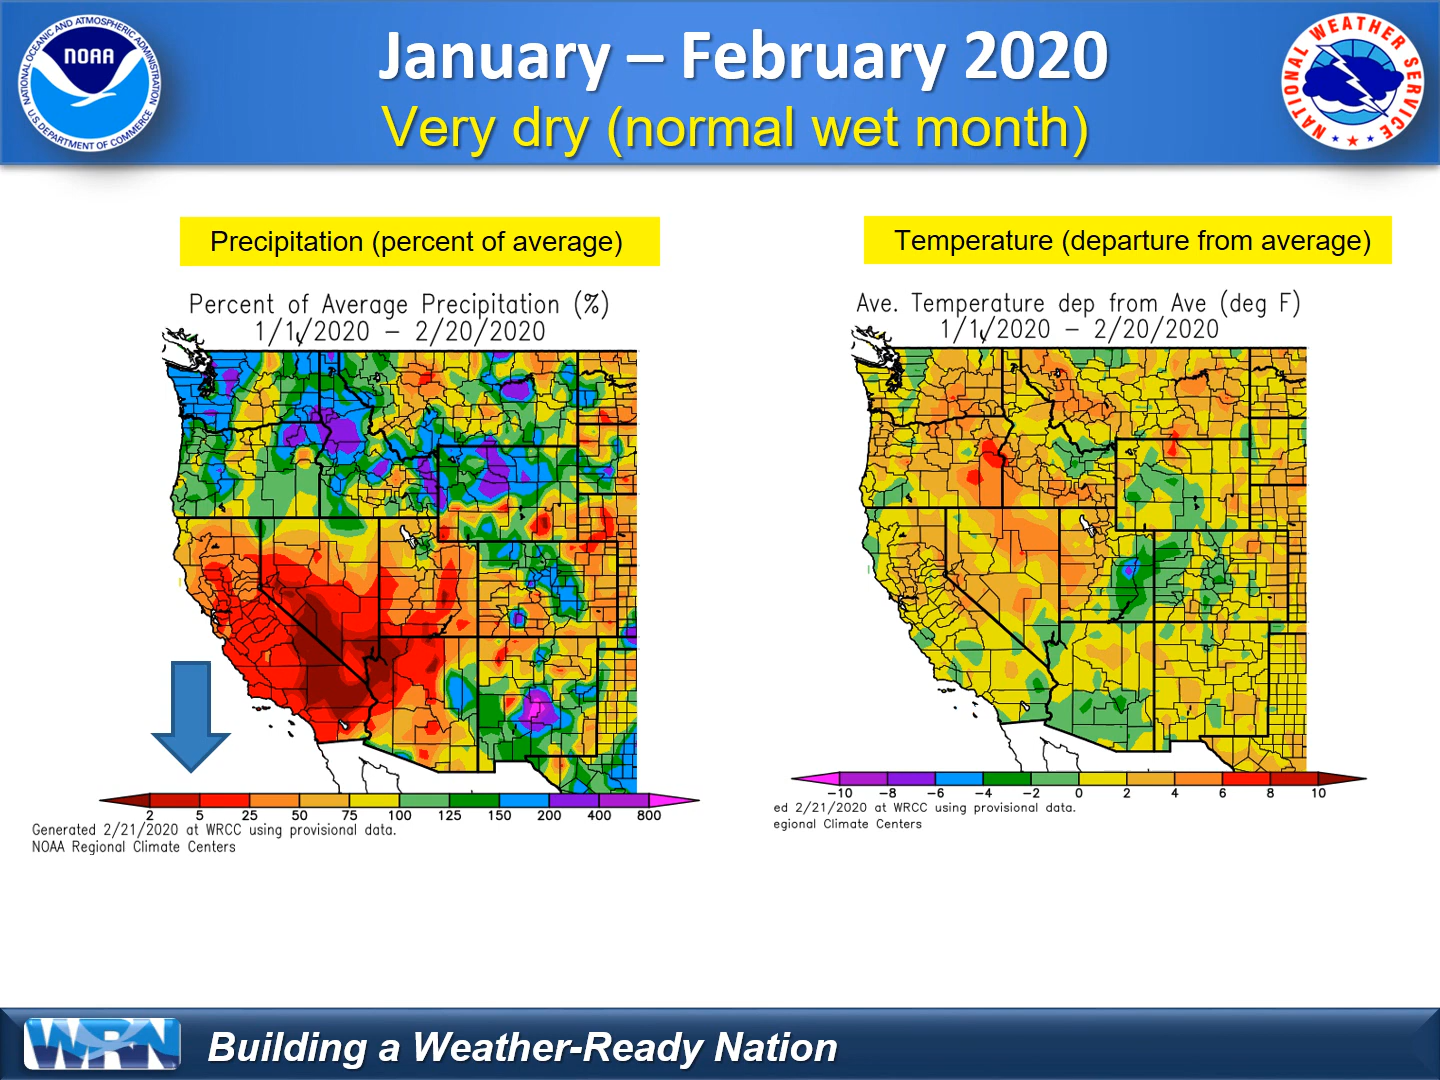 January – February 2020
Very dry (normal wet month)
NATIONAL OCEANIC AND ATMOSPHERIC ADMINISTRATION
NOAA
U.S. DEPARTMENT OF COMMERCE
NATIONAL WEATHER SERVICE
Precipitation (percent of average)
Temperature (departure from average)
Percent of Average Precipitation (%)
1/1/2020 – 2/20/2020
Ave. Temperature dep from Ave (deg F)
1/1/2020 – 2/20/2020
2 5 25 50 75 100 125 150 200 400 800
Generated 2/21/2020 at WRCC using provisional data.
NOAA Regional Climate Centers
-10 -8 -6 -4 -2 0 2 4 6 8 10
ed 2/21/2020 at WRCC using provisional data.
egional Climate Centers
WRN
Building a Weather-Ready Nation